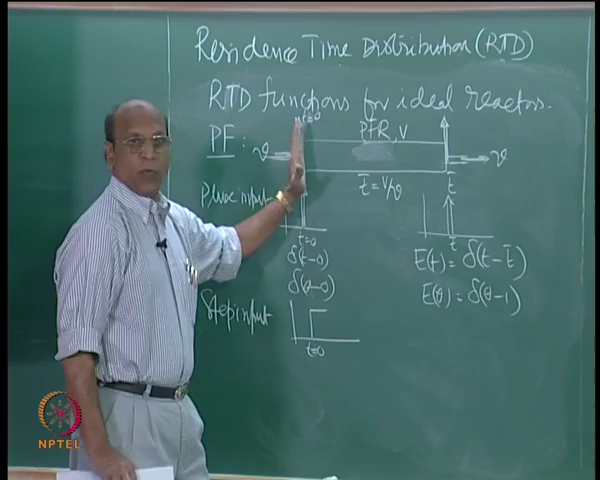 Residence Time Distribution (RTD)
RTD functions for ideal reactors.
t=0
PF : v PFR, V v
t̄ = V/v t̄
Pulse input
t=0 t̄
δ(t-0) E(t) = δ(t-t̄)
δ(θ-0) E(θ) = δ(θ-1)
Step input
t=0
NPTEL